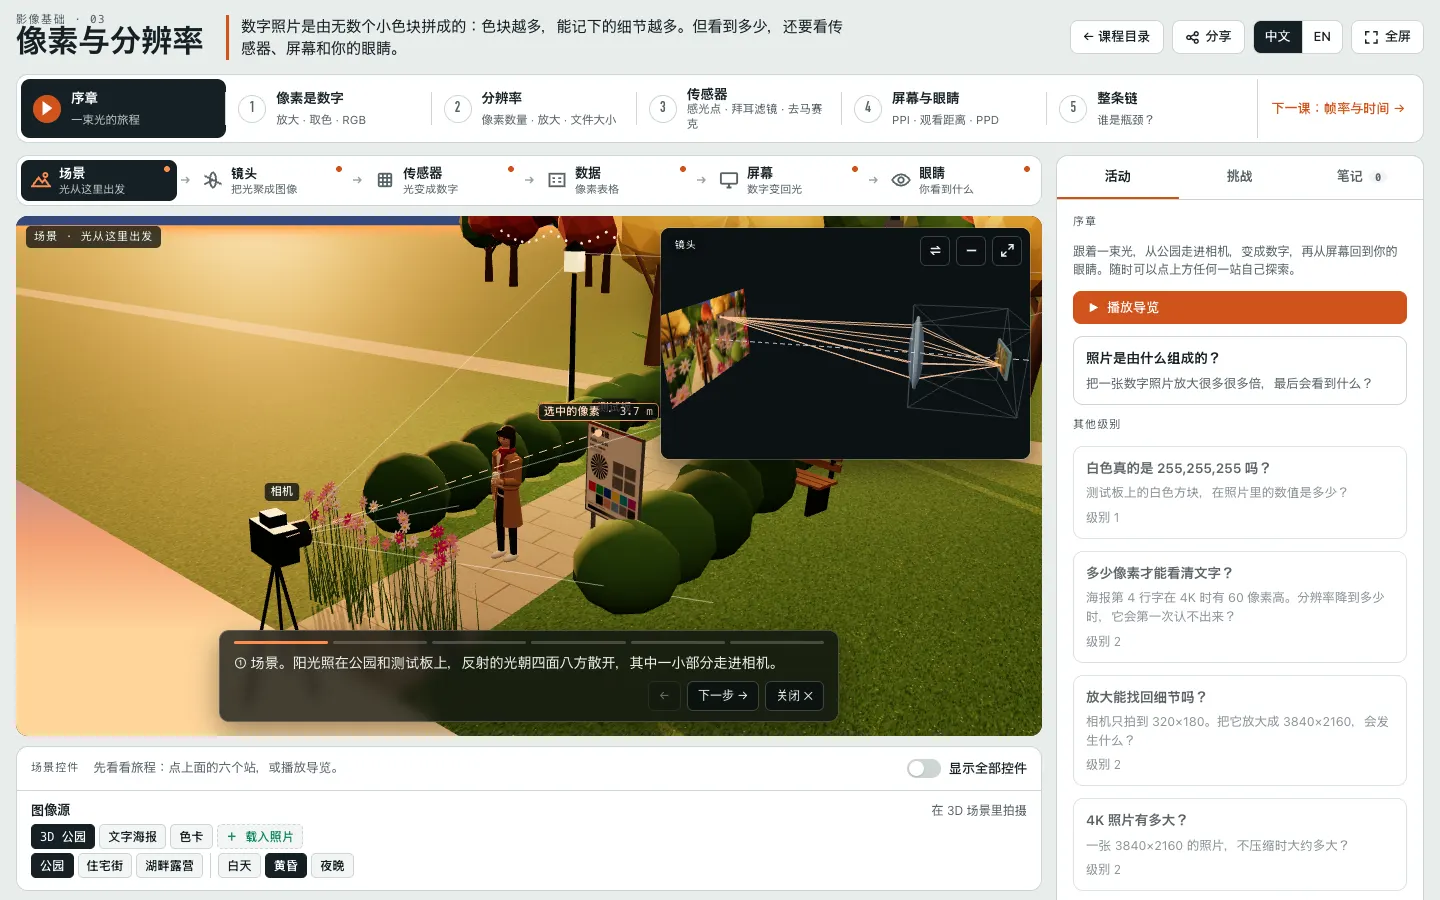 影像基础 · 03
像素与分辨率
数字照片是由无数个小色块拼成的：色块越多，能记下的细节越多。但看到多少，还要看传
感器、屏幕和你的眼睛。
← 课程目录
分享
中文
EN
全屏
序章
一束光的旅程
1
像素是数字
放大 · 取色 · RGB
2
分辨率
像素数量 · 放大 · 文件大小
3
传感器
感光点 · 拜耳滤镜 · 去马赛
克
4
屏幕与眼睛
PPI · 观看距离 · PPD
5
整条链
谁是瓶颈？
下一课：帧率与时间 →
场景
光从这里出发
→
镜头
把光聚成图像
→
传感器
光变成数字
→
数据
像素表格
→
屏幕
数字变回光
→
眼睛
你看到什么
场景 · 光从这里出发
镜头
选中的像素 · 3.7 m
相机
① 场景。阳光照在公园和测试板上，反射的光朝四面八方散开，其中一小部分走进相机。
←
下一步 →
关闭 ×
场景控件
先看看旅程：点上面的六个站，或播放导览。
显示全部控件
图像源
在 3D 场景里拍摄
3D 公园
文字海报
色卡
+ 载入照片
公园
住宅街
湖畔露营
白天
黄昏
夜晚
活动
挑战
笔记 0
序章
跟着一束光，从公园走进相机，变成数字，再从屏幕回到你的
眼睛。随时可以点上方任何一站自己探索。
播放导览
照片是由什么组成的？
把一张数字照片放大很多很多倍，最后会看到什么？
其他级别
白色真的是 255,255,255 吗？
测试板上的白色方块，在照片里的数值是多少？
级别 1
多少像素才能看清文字？
海报第 4 行字在 4K 时有 60 像素高。分辨率降到多少
时，它会第一次认不出来？
级别 2
放大能找回细节吗？
相机只拍到 320×180。把它放大成 3840×2160，会发
生什么？
级别 2
4K 照片有多大？
一张 3840×2160 的照片，不压缩时大约多大？
级别 2